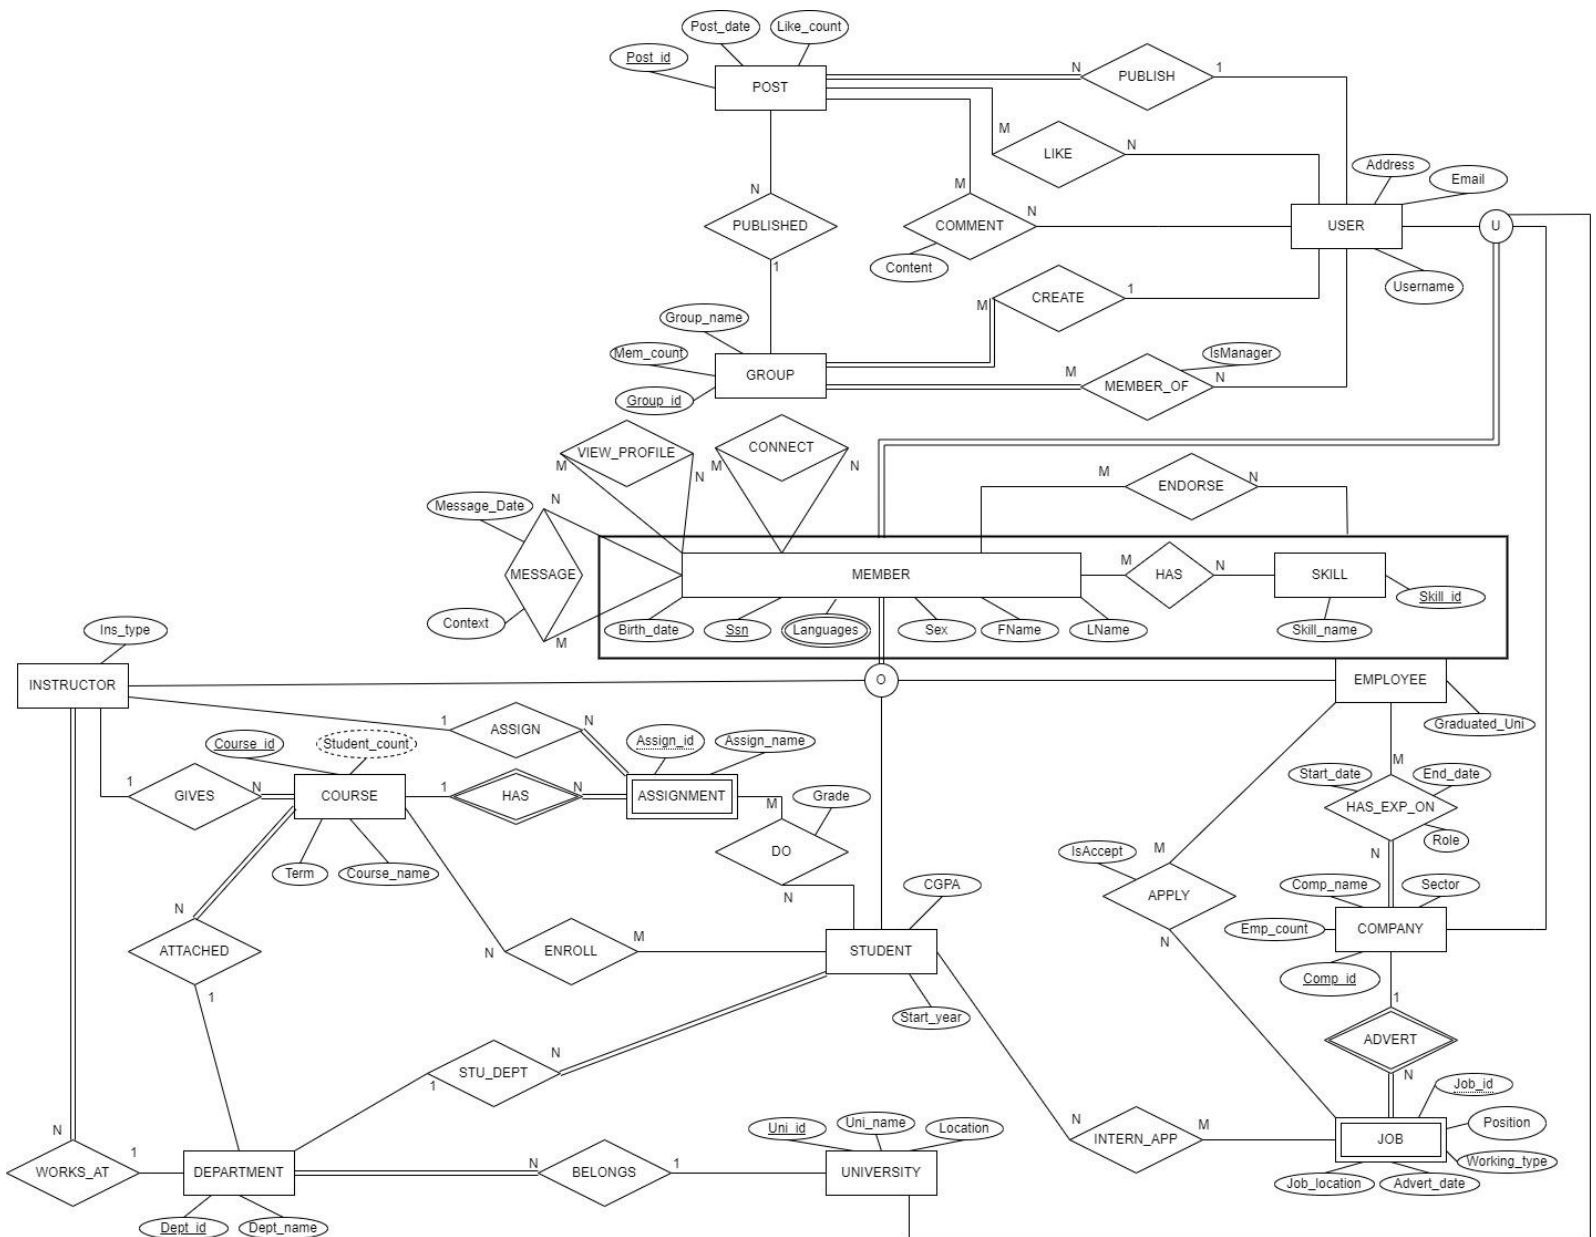 Post_date
Like_count
Post_id
POST
N
PUBLISH
1
M
LIKE
N
Address
Email
N
M
PUBLISHED
COMMENT
N
USER
U
1
Content
CREATE
1
M
Username
Group_name
Mem_count
GROUP
M
IsManager
MEMBER_OF
N
Group_id
VIEW_PROFILE
M
N
CONNECT
M
N
M
ENDORSE
N
Message_Date
N
MESSAGE
MEMBER
M
HAS
N
SKILL
Skill_id
Context
M
Birth_date
Ssn
Languages
Sex
FName
LName
Skill_name
Ins_type
INSTRUCTOR
O
EMPLOYEE
Graduated_Uni
1
ASSIGN
N
Course_id
Student_count
Assign_id
Assign_name
1
GIVES
N
COURSE
1
HAS
N
ASSIGNMENT
M
Grade
M
Start_date
End_date
HAS_EXP_ON
Role
DO
N
Term
Course_name
IsAccept
M
N
APPLY
N
Comp_name
Sector
CGPA
Emp_count
COMPANY
N
ATTACHED
1
N
ENROLL
M
STUDENT
Comp_id
1
Start_year
ADVERT
N
STU_DEPT
1
N
Job_id
Position
N
WORKS_AT
1
DEPARTMENT
N
BELONGS
1
Uni_id
Uni_name
Location
UNIVERSITY
N
INTERN_APP
M
JOB
Working_type
Job_location
Advert_date
Dept_id
Dept_name